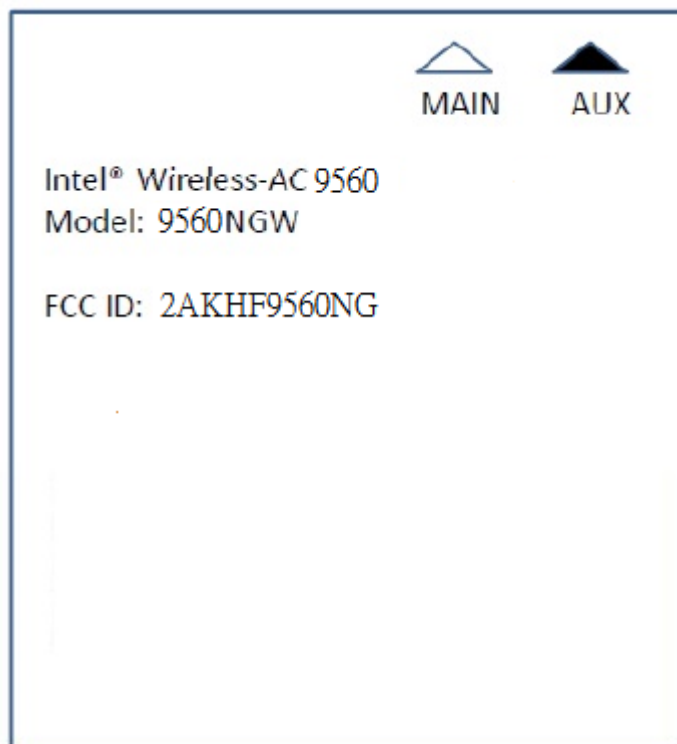 MAIN AUX
Intel® Wireless-AC 9560
Model: 9560NGW
FCC ID: 2AKHF9560NG